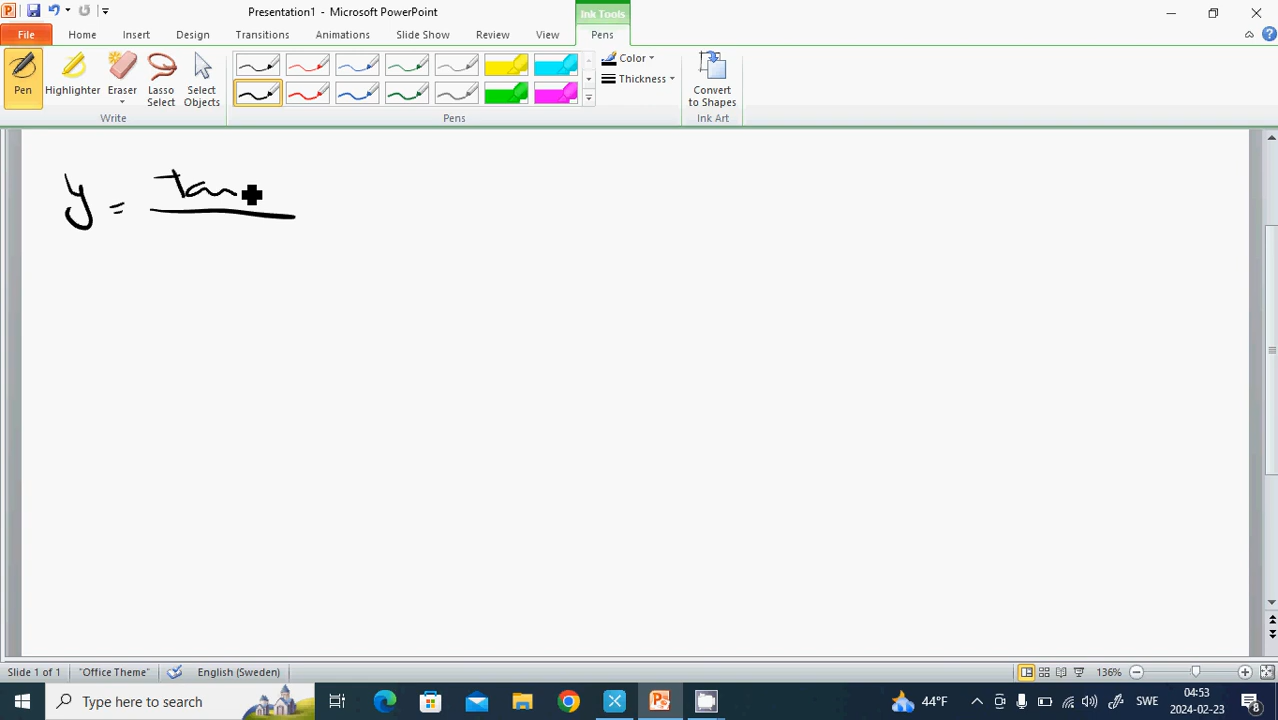 Presentation1 - Microsoft PowerPoint
Ink Tools
File Home Insert Design Transitions Animations Slide Show Review View Pens
Pen Highlighter Eraser Lasso Select Select Objects
Color
Thickness
Convert to Shapes
Write Pens Ink Art
y = tan
Slide 1 of 1 "Office Theme" English (Sweden) 136%
Type here to search 44°F SWE 04:53 2024-02-23 8